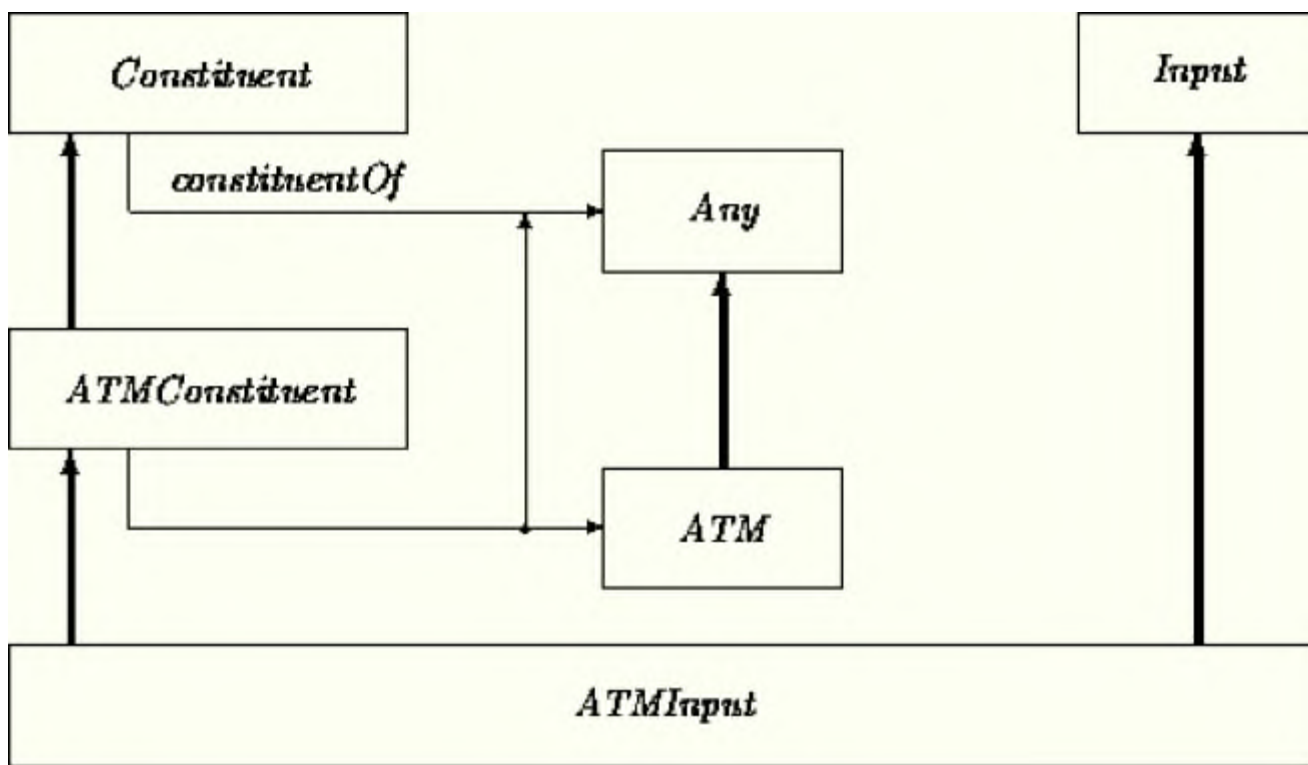 Constituent
Input
constituentOf
Any
ATMConstituent
ATM
ATMInput